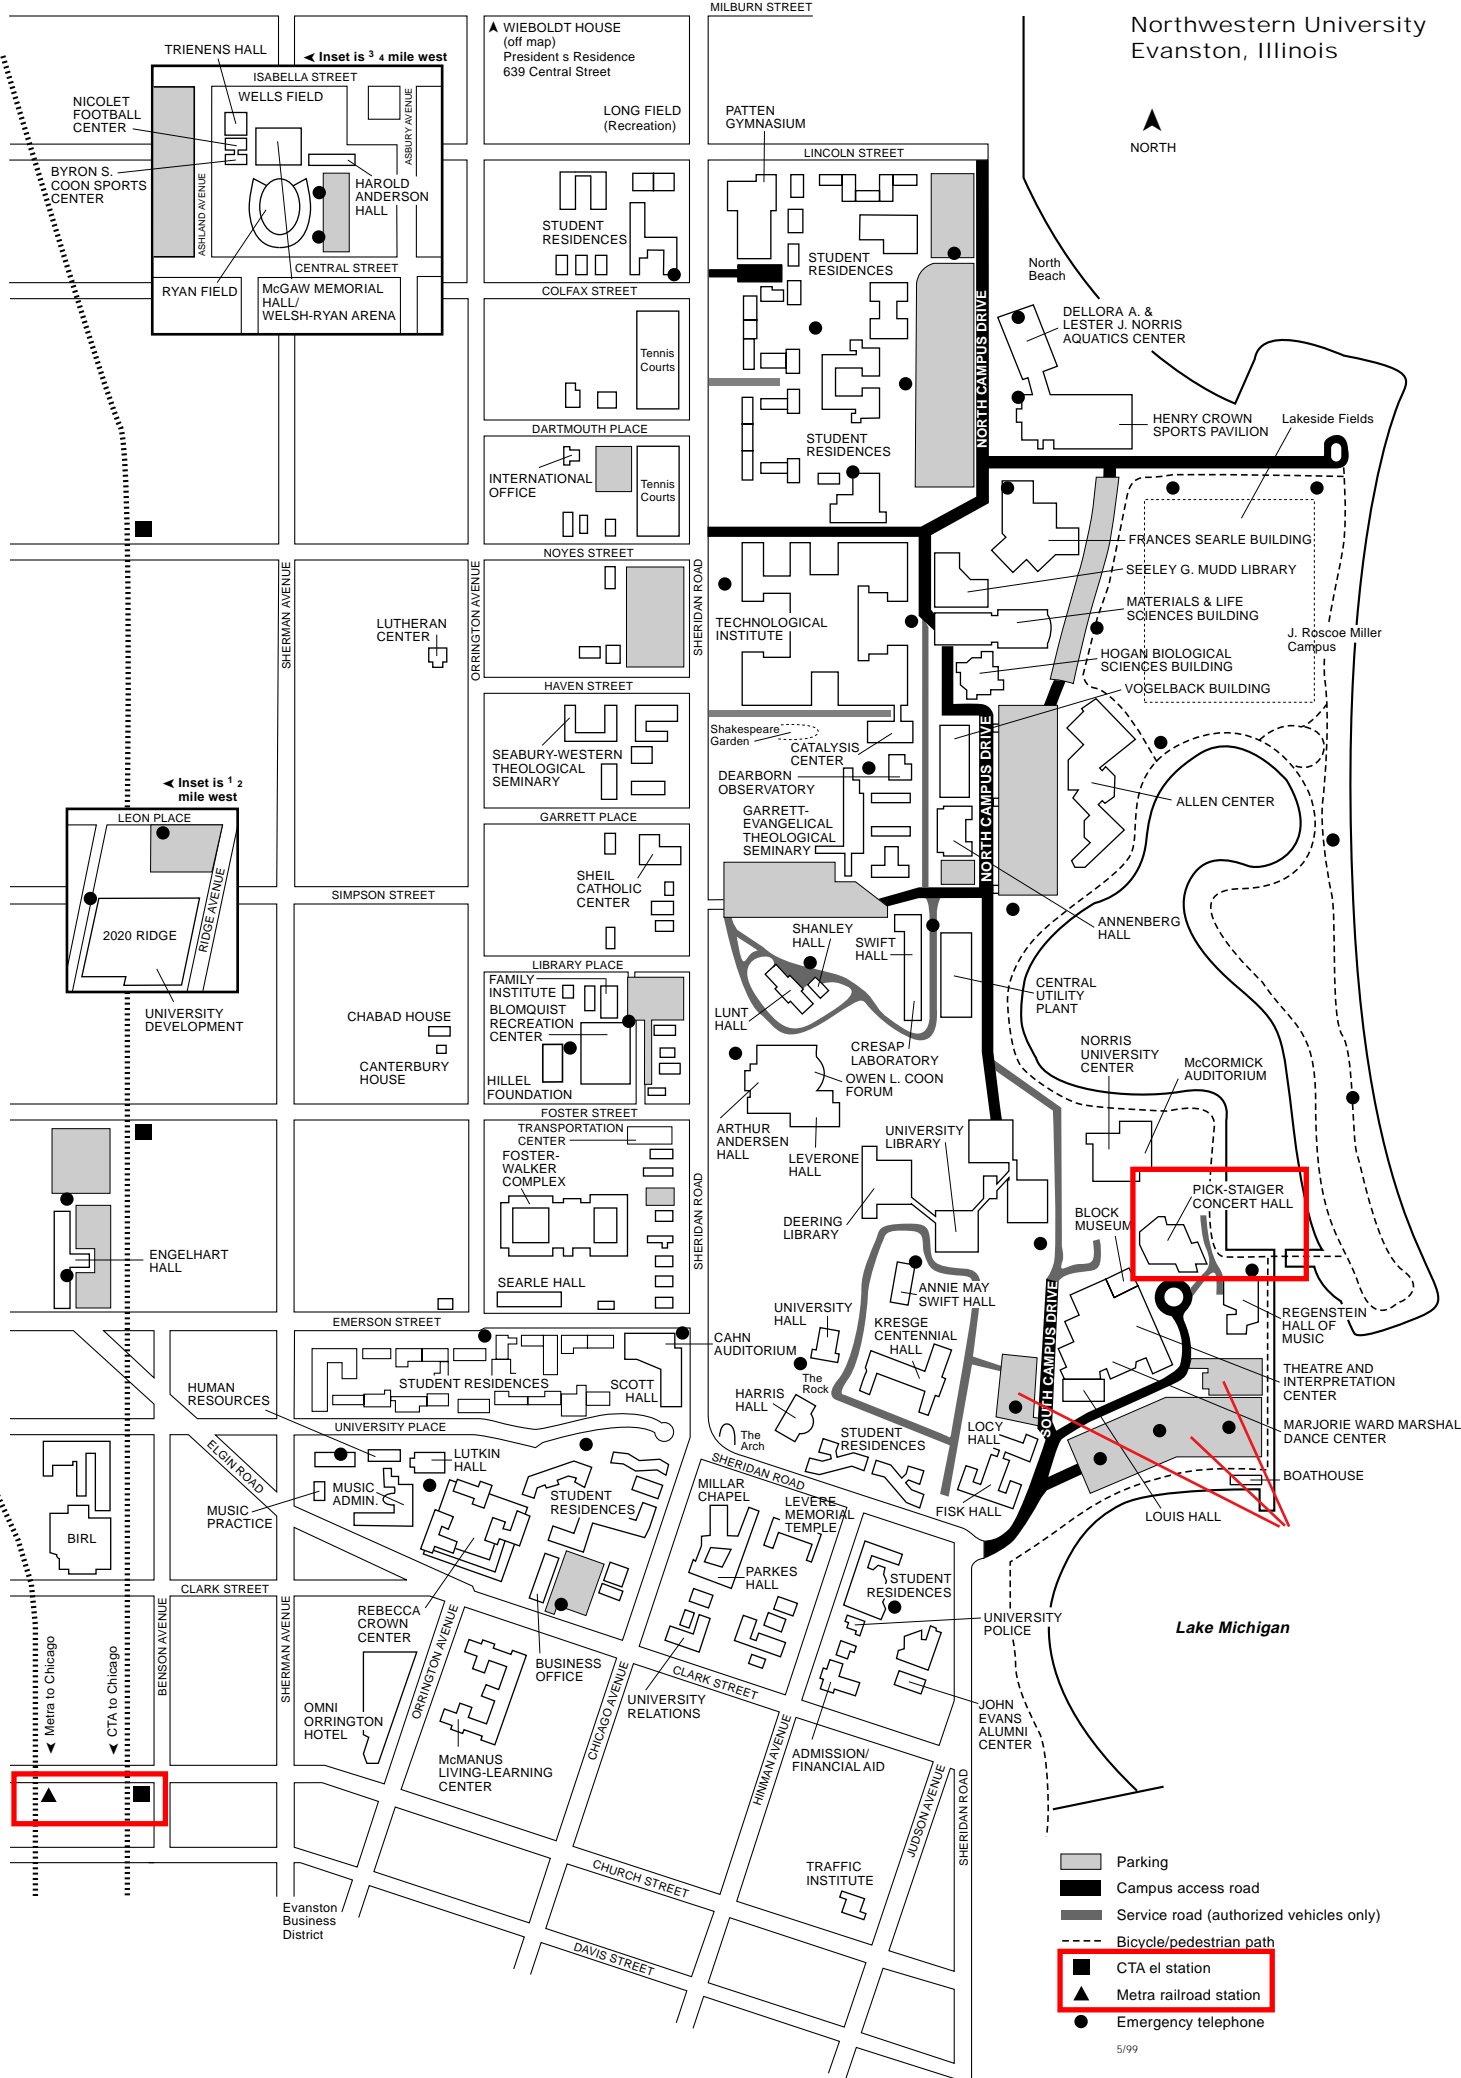 MILBURN STREET
Northwestern University
Evanston, Illinois
NORTH
WIEBOLDT HOUSE
(off map)
President s Residence
639 Central Street
LONG FIELD
(Recreation)
PATTEN
GYMNASIUM
LINCOLN STREET
TRIENENS HALL
Inset is 3 4 mile west
ISABELLA STREET
WELLS FIELD
NICOLET
FOOTBALL
CENTER
BYRON S.
COON SPORTS
CENTER
ASHLAND AVENUE
ASBURY AVENUE
HAROLD
ANDERSON
HALL
CENTRAL STREET
RYAN FIELD
McGAW MEMORIAL
HALL/
WELSH-RYAN ARENA
STUDENT
RESIDENCES
COLFAX STREET
STUDENT
RESIDENCES
North
Beach
DELLORA A. &
LESTER J. NORRIS
AQUATICS CENTER
NORTH CAMPUS DRIVE
Tennis
Courts
DARTMOUTH PLACE
STUDENT
RESIDENCES
HENRY CROWN
SPORTS PAVILION
Lakeside Fields
INTERNATIONAL
OFFICE
Tennis
Courts
NOYES STREET
FRANCES SEARLE BUILDING
SEELEY G. MUDD LIBRARY
SHERMAN AVENUE
ORRINGTON AVENUE
SHERIDAN ROAD
LUTHERAN
CENTER
TECHNOLOGICAL
INSTITUTE
MATERIALS & LIFE
SCIENCES BUILDING
J. Roscoe Miller
Campus
HOGAN BIOLOGICAL
SCIENCES BUILDING
HAVEN STREET
VOGELBACK BUILDING
Shakespeare
Garden
CATALYSIS
CENTER
SEABURY-WESTERN
THEOLOGICAL
SEMINARY
DEARBORN
OBSERVATORY
NORTH CAMPUS DRIVE
ALLEN CENTER
Inset is 1 2
mile west
LEON PLACE
GARRETT PLACE
GARRETT-
EVANGELICAL
THEOLOGICAL
SEMINARY
SHEIL
CATHOLIC
CENTER
SIMPSON STREET
RIDGE AVENUE
2020 RIDGE
UNIVERSITY
DEVELOPMENT
ANNENBERG
HALL
SHANLEY
HALL
SWIFT
HALL
LIBRARY PLACE
FAMILY
INSTITUTE
BLOMQUIST
RECREATION
CENTER
CENTRAL
UTILITY
PLANT
LUNT
HALL
CHABAD HOUSE
CANTERBURY
HOUSE
HILLEL
FOUNDATION
CRESAP
LABORATORY
OWEN L. COON
FORUM
NORRIS
UNIVERSITY
CENTER
McCORMICK
AUDITORIUM
FOSTER STREET
TRANSPORTATION
CENTER
FOSTER-
WALKER
COMPLEX
ARTHUR
ANDERSEN
HALL
LEVERONE
HALL
UNIVERSITY
LIBRARY
SHERIDAN ROAD
DEERING
LIBRARY
PICK-STAIGER
CONCERT HALL
BLOCK
MUSEUM
ENGELHART
HALL
SEARLE HALL
ANNIE MAY
SWIFT HALL
UNIVERSITY
HALL
KRESGE
CENTENNIAL
HALL
SOUTH CAMPUS DRIVE
REGENSTEIN
HALL OF
MUSIC
EMERSON STREET
CAHN
AUDITORIUM
The
Rock
THEATRE AND
INTERPRETATION
CENTER
HUMAN
RESOURCES
STUDENT RESIDENCES
SCOTT
HALL
HARRIS
HALL
UNIVERSITY PLACE
The
Arch
STUDENT
RESIDENCES
LOCY
HALL
MARJORIE WARD MARSHAL
DANCE CENTER
ELGIN ROAD
LUTKIN
HALL
SHERIDAN ROAD
BOATHOUSE
MUSIC
ADMIN.
MUSIC
PRACTICE
STUDENT
RESIDENCES
MILLAR
CHAPEL
LEVERE
MEMORIAL
TEMPLE
FISK HALL
LOUIS HALL
BIRL
PARKES
HALL
STUDENT
RESIDENCES
CLARK STREET
REBECCA
CROWN
CENTER
UNIVERSITY
POLICE
Lake Michigan
Metra to Chicago
CTA to Chicago
BENSON AVENUE
SHERMAN AVENUE
ORRINGTON AVENUE
BUSINESS
OFFICE
CHICAGO AVENUE
CLARK STREET
UNIVERSITY
RELATIONS
OMNI
ORRINGTON
HOTEL
JOHN
EVANS
ALUMNI
CENTER
McMANUS
LIVING-LEARNING
CENTER
HINMAN AVENUE
ADMISSION/
FINANCIAL AID
JUDSON AVENUE
SHERIDAN ROAD
CHURCH STREET
TRAFFIC
INSTITUTE
Evanston
Business
District
DAVIS STREET
Parking
Campus access road
Service road (authorized vehicles only)
Bicycle/pedestrian path
CTA el station
Metra railroad station
Emergency telephone
5/99